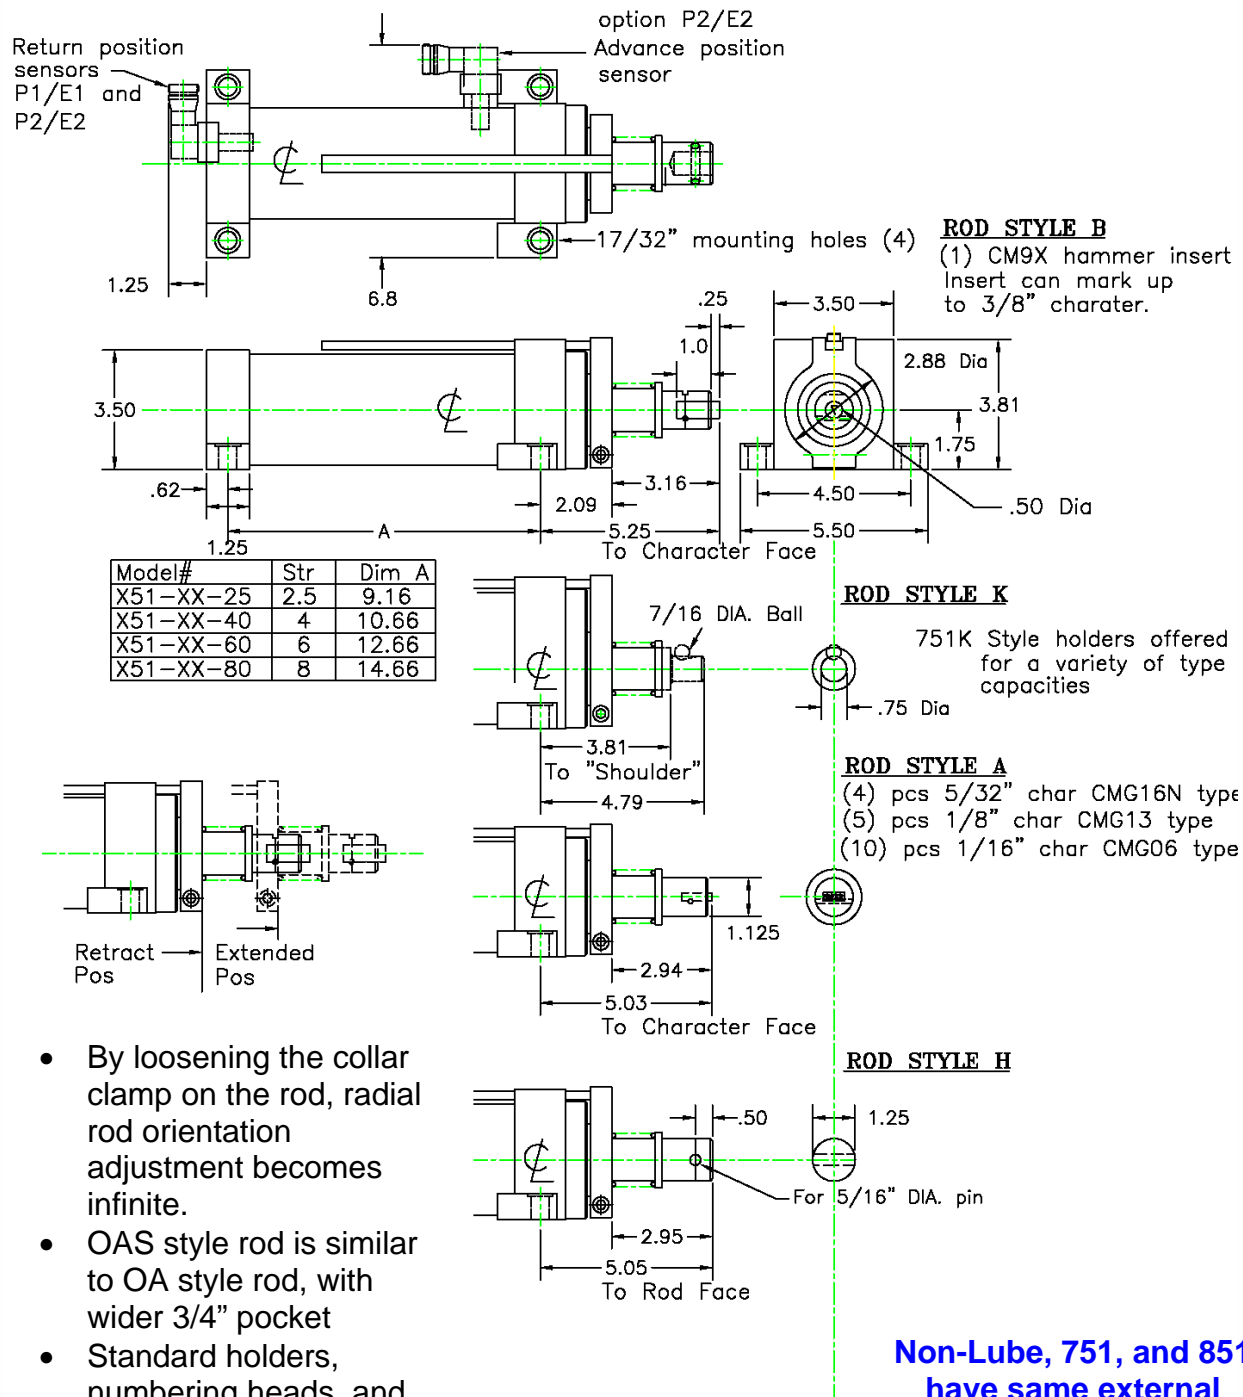 option P2/E2
Advance position
sensor
Return position
sensors
P1/E1 and
P2/E2
17/32" mounting holes (4)
1.25
6.8
ROD STYLE B
(1) CM9X hammer insert
Insert can mark up
to 3/8" charater.
.25
1.0
3.50
2.88 Dia
3.50
3.81
1.75
.62
1.25
A
2.09
3.16
5.25
To Character Face
4.50
5.50
.50 Dia
Model# Str Dim A
X51-XX-25 2.5 9.16
X51-XX-40 4 10.66
X51-XX-60 6 12.66
X51-XX-80 8 14.66
7/16 DIA. Ball
3.81
To "Shoulder"
4.79
ROD STYLE K
751K Style holders offered
for a variety of type
capacities
.75 Dia
ROD STYLE A
(4) pcs 5/32" char CMG16N type
(5) pcs 1/8" char CMG13 type
(10) pcs 1/16" char CMG06 type
Retract
Pos
Extended
Pos
1.125
2.94
5.03
To Character Face
ROD STYLE H
.50
1.25
For 5/16" DIA. pin
2.95
5.05
To Rod Face
• By loosening the collar
clamp on the rod, radial
rod orientation
adjustment becomes
infinite.
• OAS style rod is similar
to OA style rod, with
wider 3/4" pocket
• Standard holders,
numbering heads, and
Non-Lube, 751, and 851
have same external